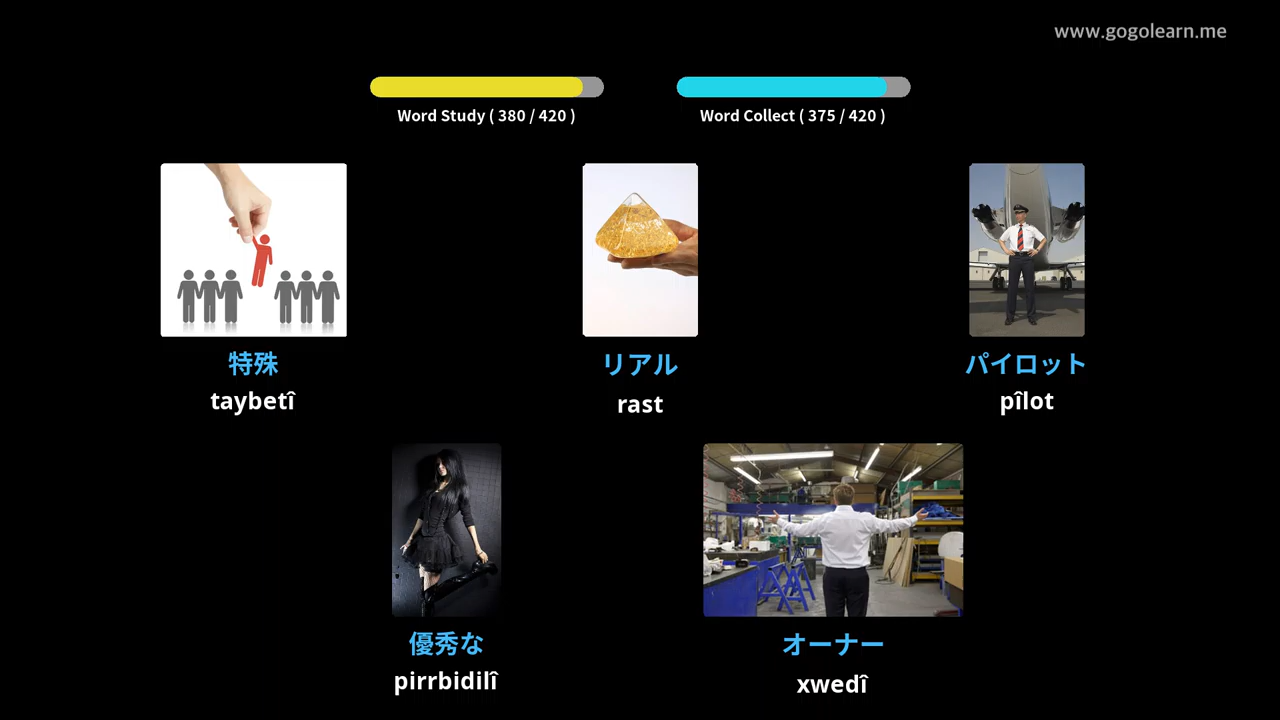 www.gogolearn.me
Word Study ( 380 / 420 )
Word Collect ( 375 / 420 )
特殊
taybetî
リアル
rast
パイロット
pîlot
優秀な
pirrbidilî
オーナー
xwedî